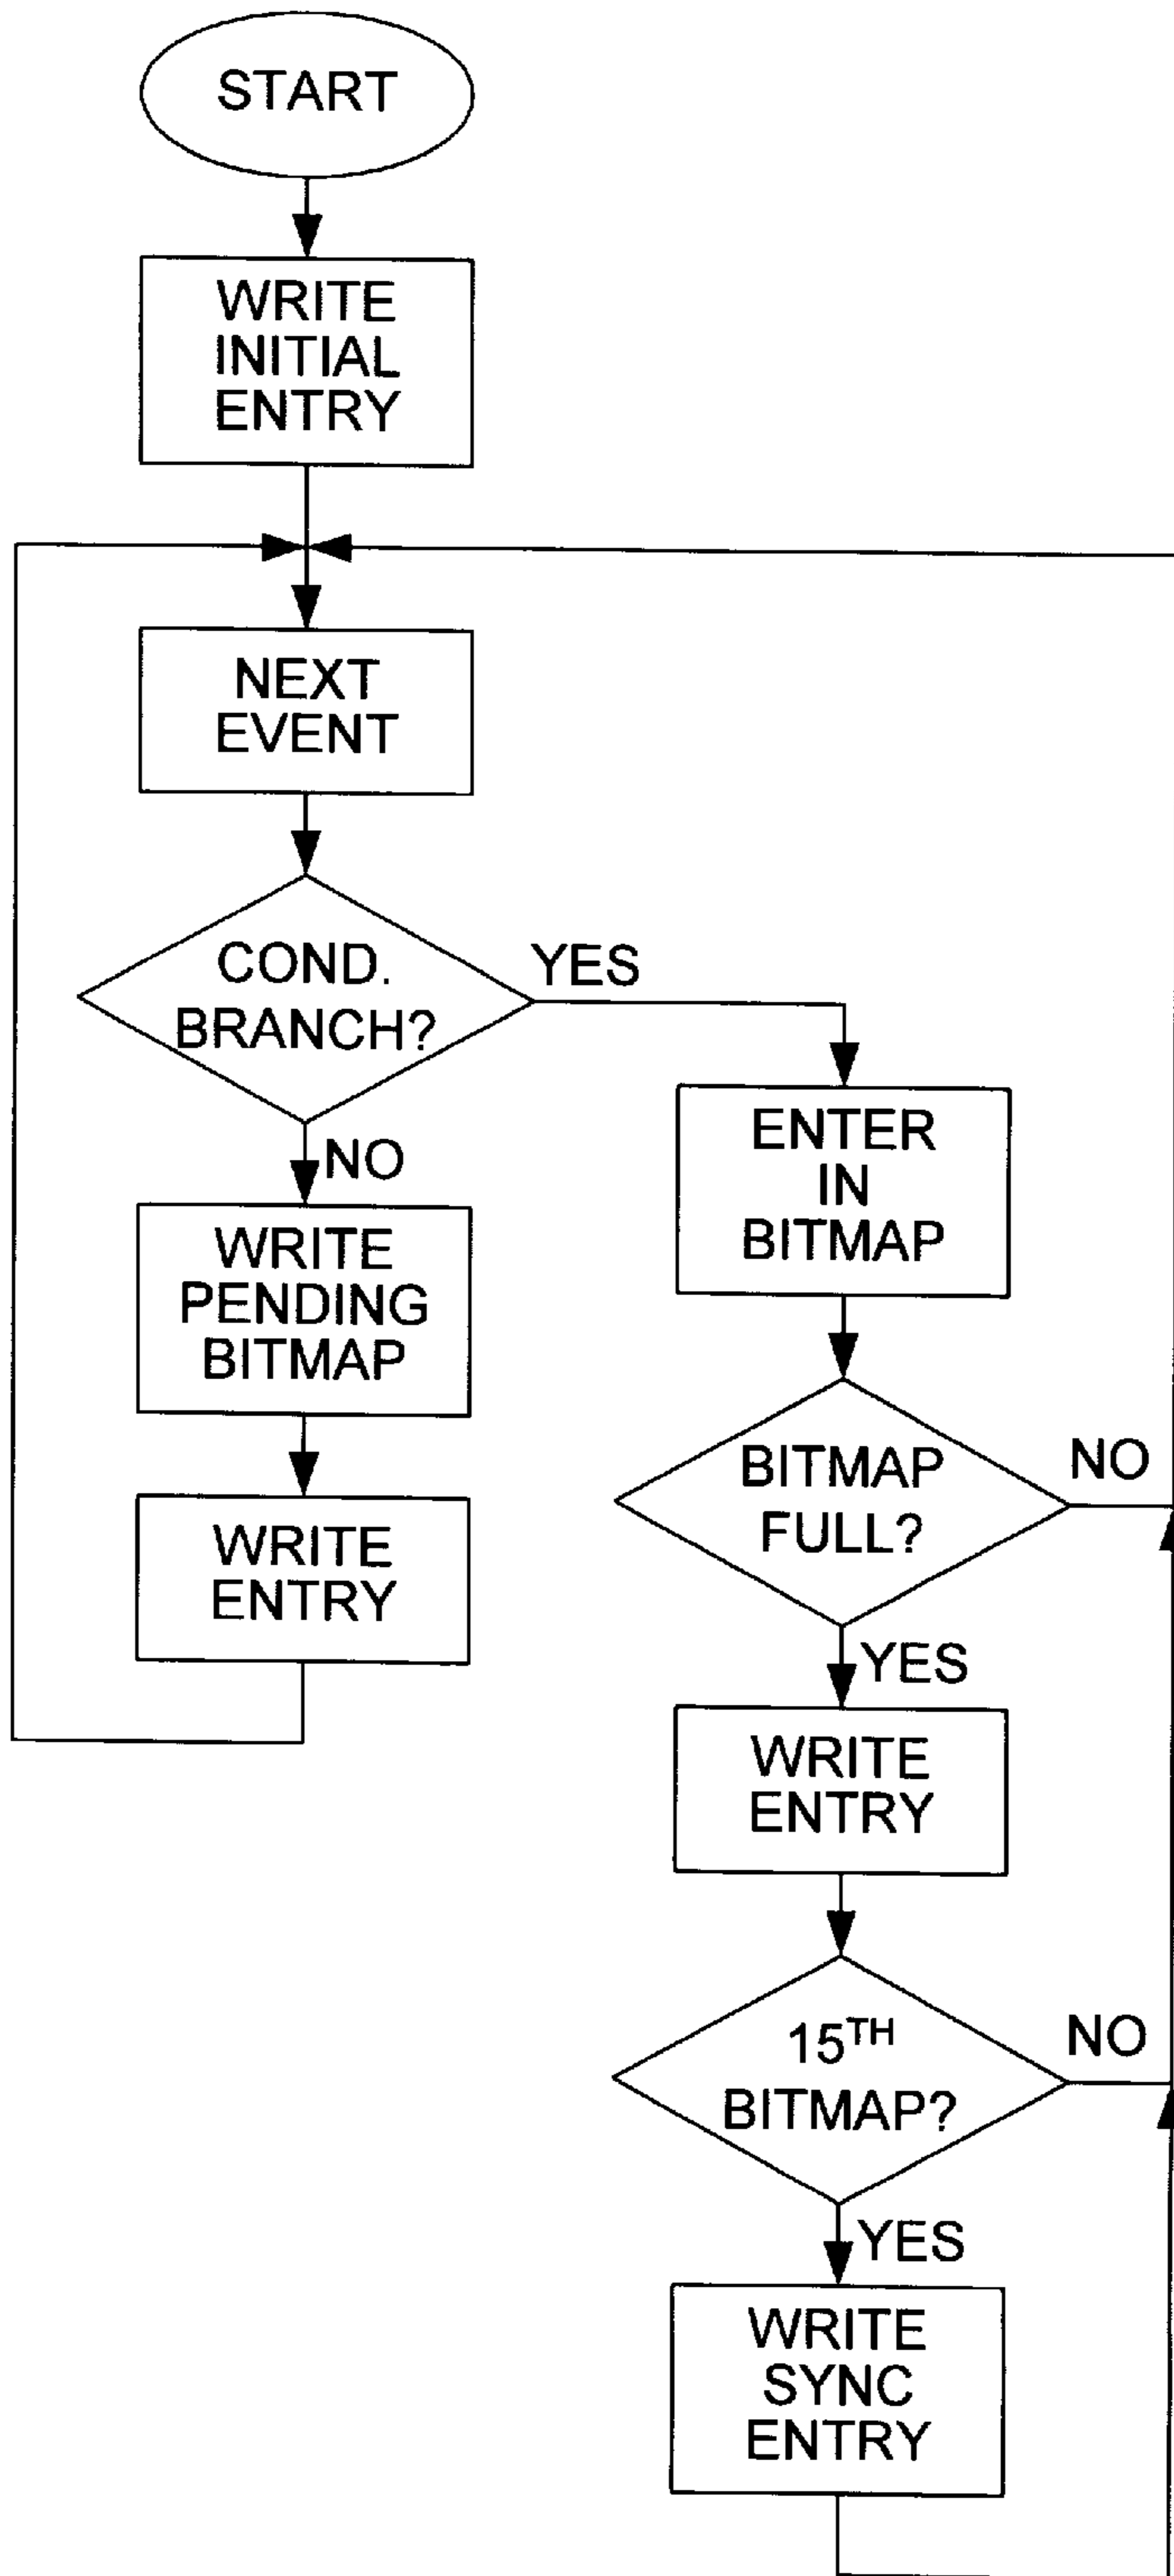 START
WRITE
INITIAL
ENTRY
NEXT
EVENT
COND.
BRANCH?
YES
NO
WRITE
PENDING
BITMAP
WRITE
ENTRY
ENTER
IN
BITMAP
BITMAP
FULL?
NO
YES
WRITE
ENTRY
15TH
BITMAP?
NO
YES
WRITE
SYNC
ENTRY